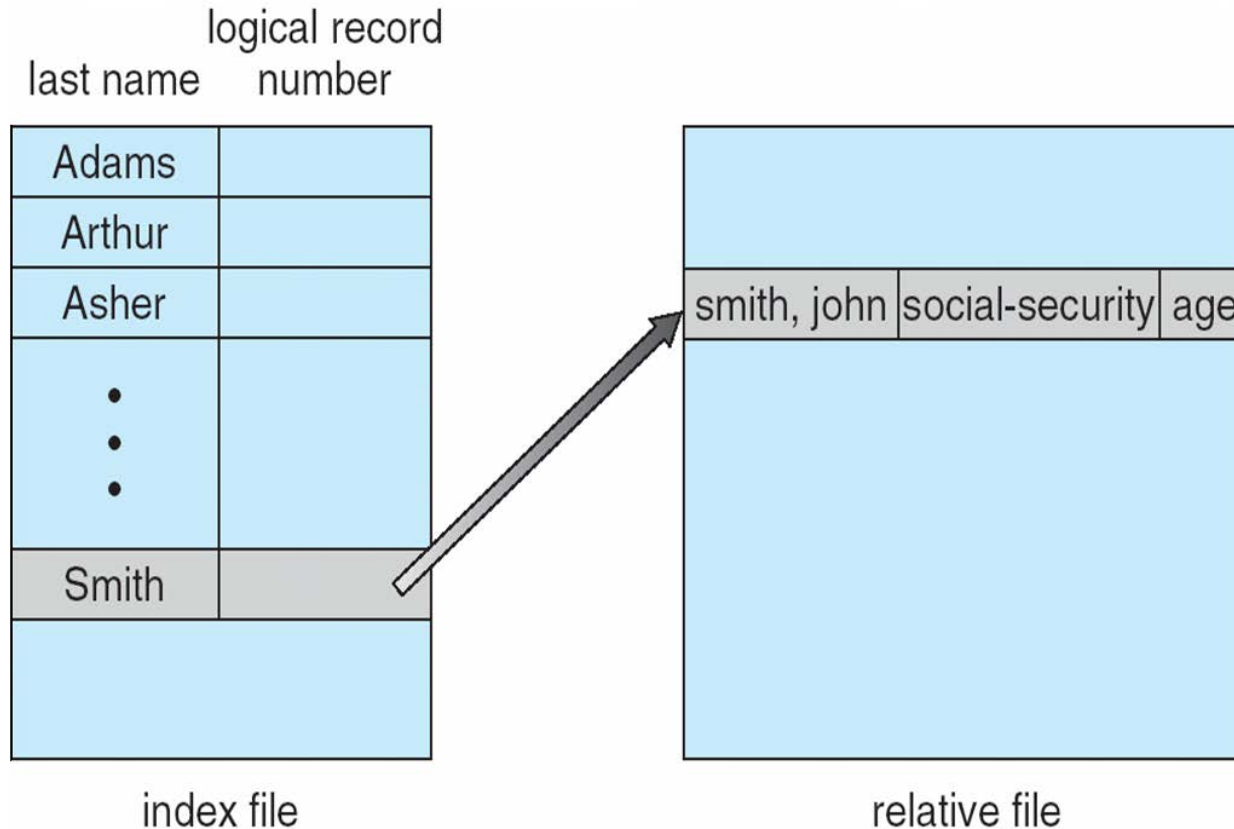 logical record
last name number
Adams
Arthur
Asher
Smith
smith, john social-security age
index file relative file